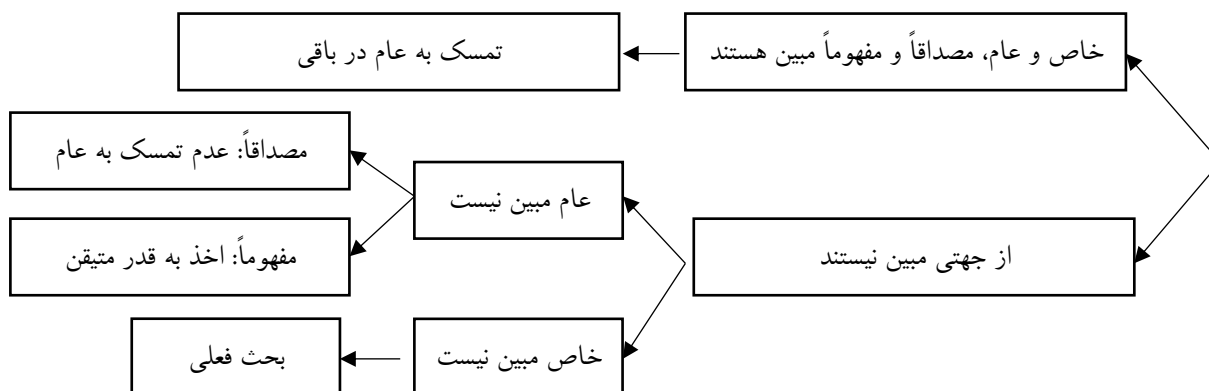 خاص و عام، مصداقاً و مفهوماً مبین هستند
تمسک به عام در باقی
از جهتی مبین نیستند
عام مبین نیست
مصداقاً: عدم تمسک به عام
مفهوماً: اخذ به قدر متیقن
خاص مبین نیست
بحث فعلی